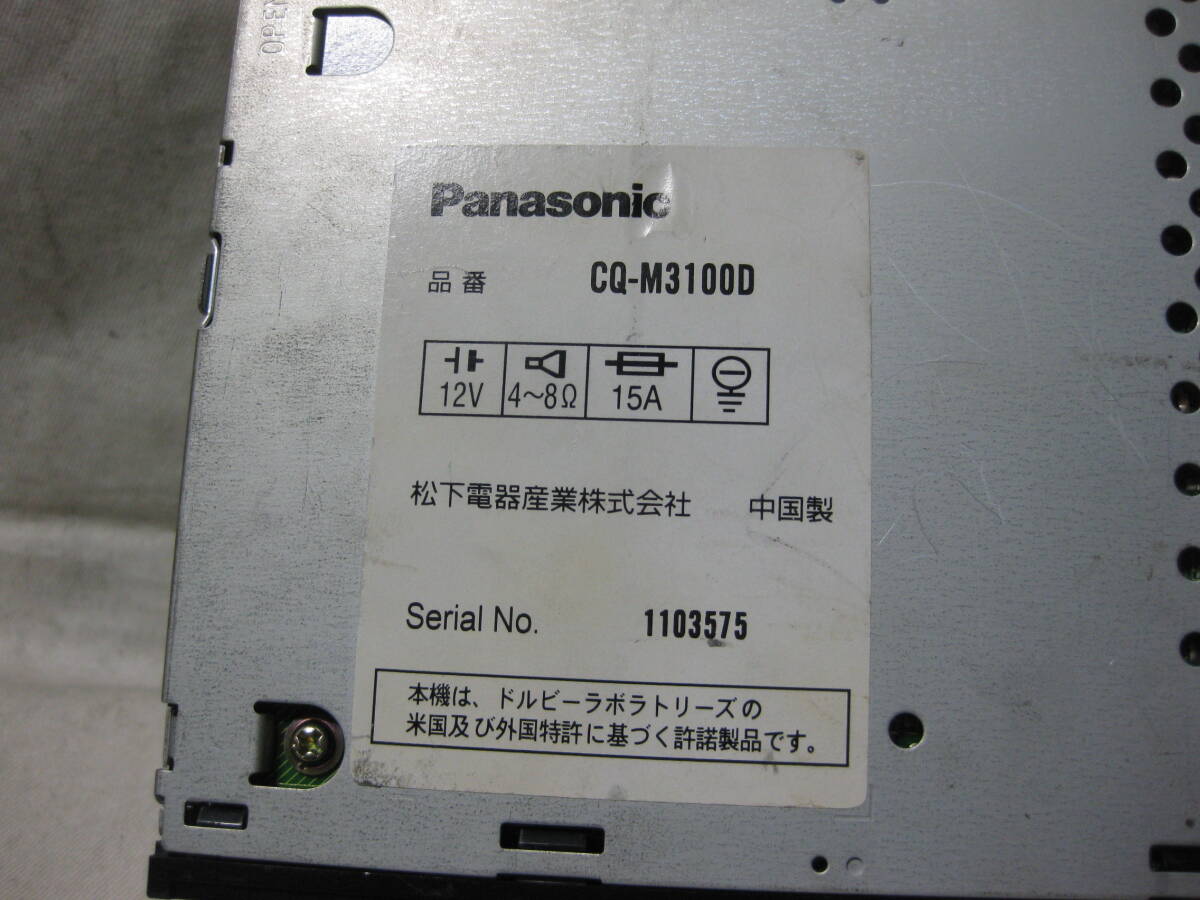 Panasonic
品番 CQ-M3100D
12V 4～8Ω 15A
松下電器産業株式会社 中国製
Serial No. 1103575
本機は、ドルビーラボラトリーズの
米国及び外国特許に基づく許諾製品です。